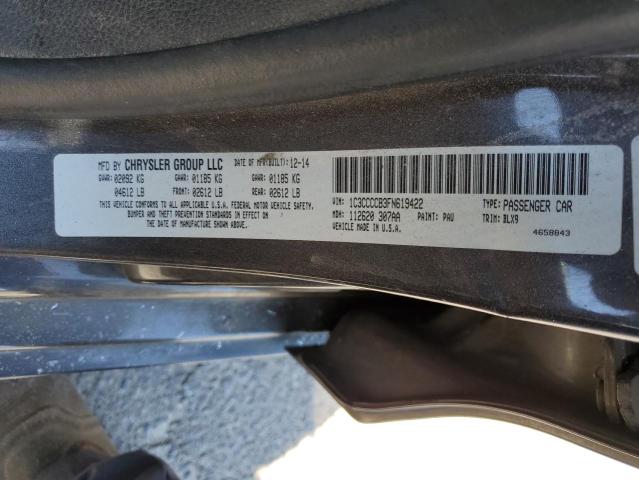 MFD BY CHRYSLER GROUP LLC DATE OF MFR(BUILT): 12-14
GVWR: 02092 KG GAWR: 01185 KG GAWR: 01185 KG
04612 LB FRONT: 02612 LB REAR: 02612 LB
THIS CONFORMS TO ALL APPLICABLE U.S.A. FEDERAL MOTOR VEHICLE SAFETY,
BUMPER AND THEFT PREVENTION STANDARDS IN EFFECT ON
THE DATE OF MANUFACTURE SHOWN ABOVE.
VIN: 1C3CCCCB3FN619422 TYPE: PASSENGER CAR
MDH: 112620 307AA PAINT: PAU TRIM: BLX9
VEHICLE MADE IN U.S.A. 4658843